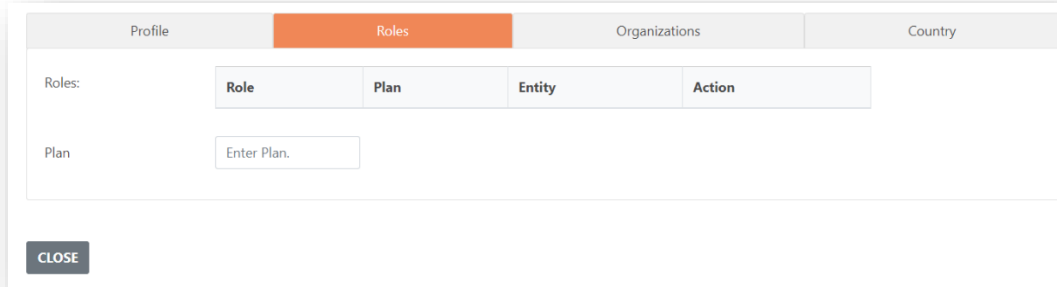 Profile Roles Organizations Country
Roles:
Role Plan Entity Action
Plan Enter Plan.
CLOSE